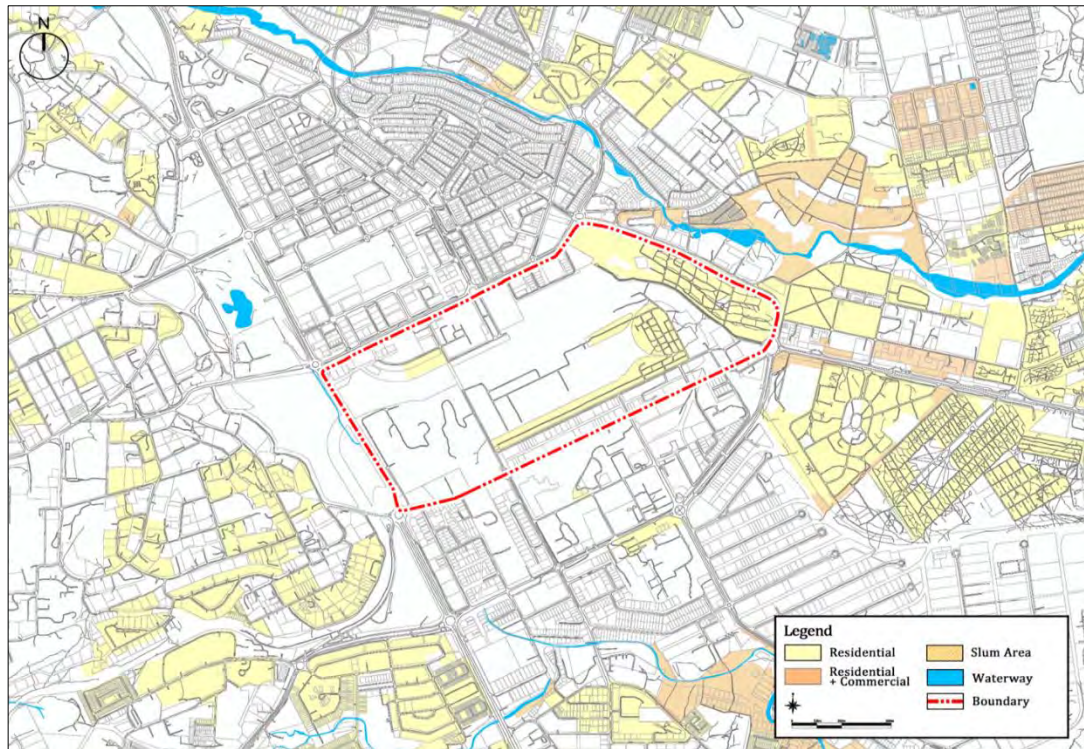 N
Legend
Residential
Residential
+ Commercial
Slum Area
Waterway
Boundary